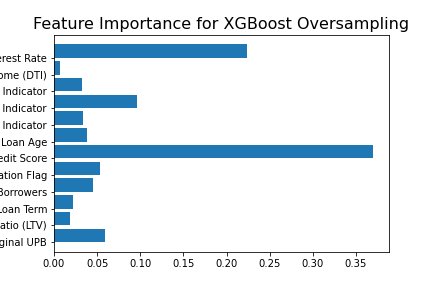 Feature Importance for XGBoost Oversampling
erest Rate
ome (DTI)
Indicator
Indicator
Indicator
Loan Age
edit Score
ation Flag
Borrowers
Loan Term
atio (LTV)
ginal UPB
0.00 0.05 0.10 0.15 0.20 0.25 0.30 0.35